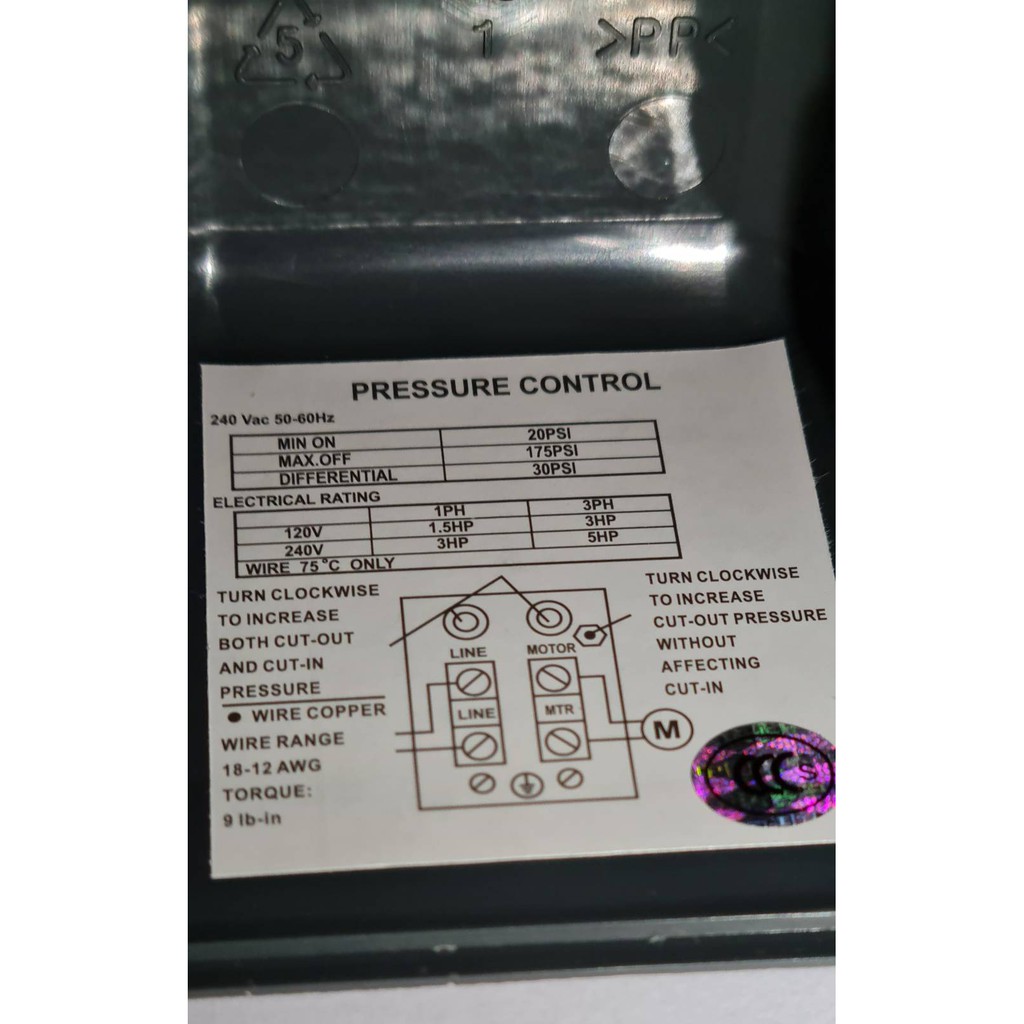 5
1
>PP<
PRESSURE CONTROL
240 Vac 50-60Hz
MIN ON 20PSI
MAX.OFF 175PSI
DIFFERENTIAL 30PSI
ELECTRICAL RATING
1PH 3PH
120V 1.5HP 3HP
240V 3HP 5HP
WIRE 75°C ONLY
TURN CLOCKWISE
TO INCREASE
BOTH CUT-OUT
AND CUT-IN
PRESSURE
● WIRE COPPER
WIRE RANGE
18-12 AWG
TORQUE:
9 lb-in
LINE MOTOR
LINE MTR
M
TURN CLOCKWISE
TO INCREASE
CUT-OUT PRESSURE
WITHOUT
AFFECTING
CUT-IN
CCC S